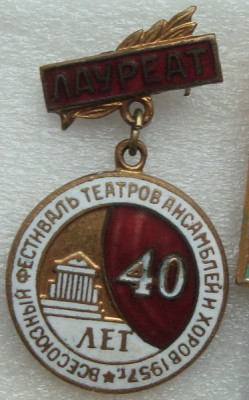 ЛАУРЕАТ
ВСЕСОЮЗНЫЙ ФЕСТИВАЛЬ ТЕАТРОВ АНСАМБЛЕЙ И ХОРОВ 1957г.
40
ЛЕТ